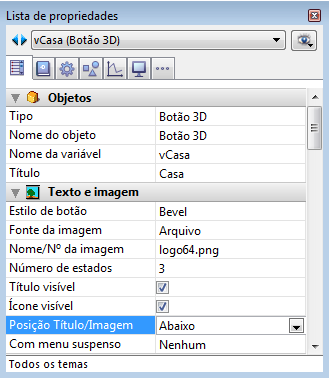 Lista de propriedades
vCasa (Botão 3D)
Objetos
Tipo Botão 3D
Nome do objeto Botão 3D
Nome da variável vCasa
Título Casa
Texto e imagem
Estilo de botão Bevel
Fonte da imagem Arquivo
Nome/Nº da imagem logo64.png
Número de estados 3
Título visível
Ícone visível
Posição Título/Imagem Abaixo
Com menu suspenso Nenhum
Todos os temas